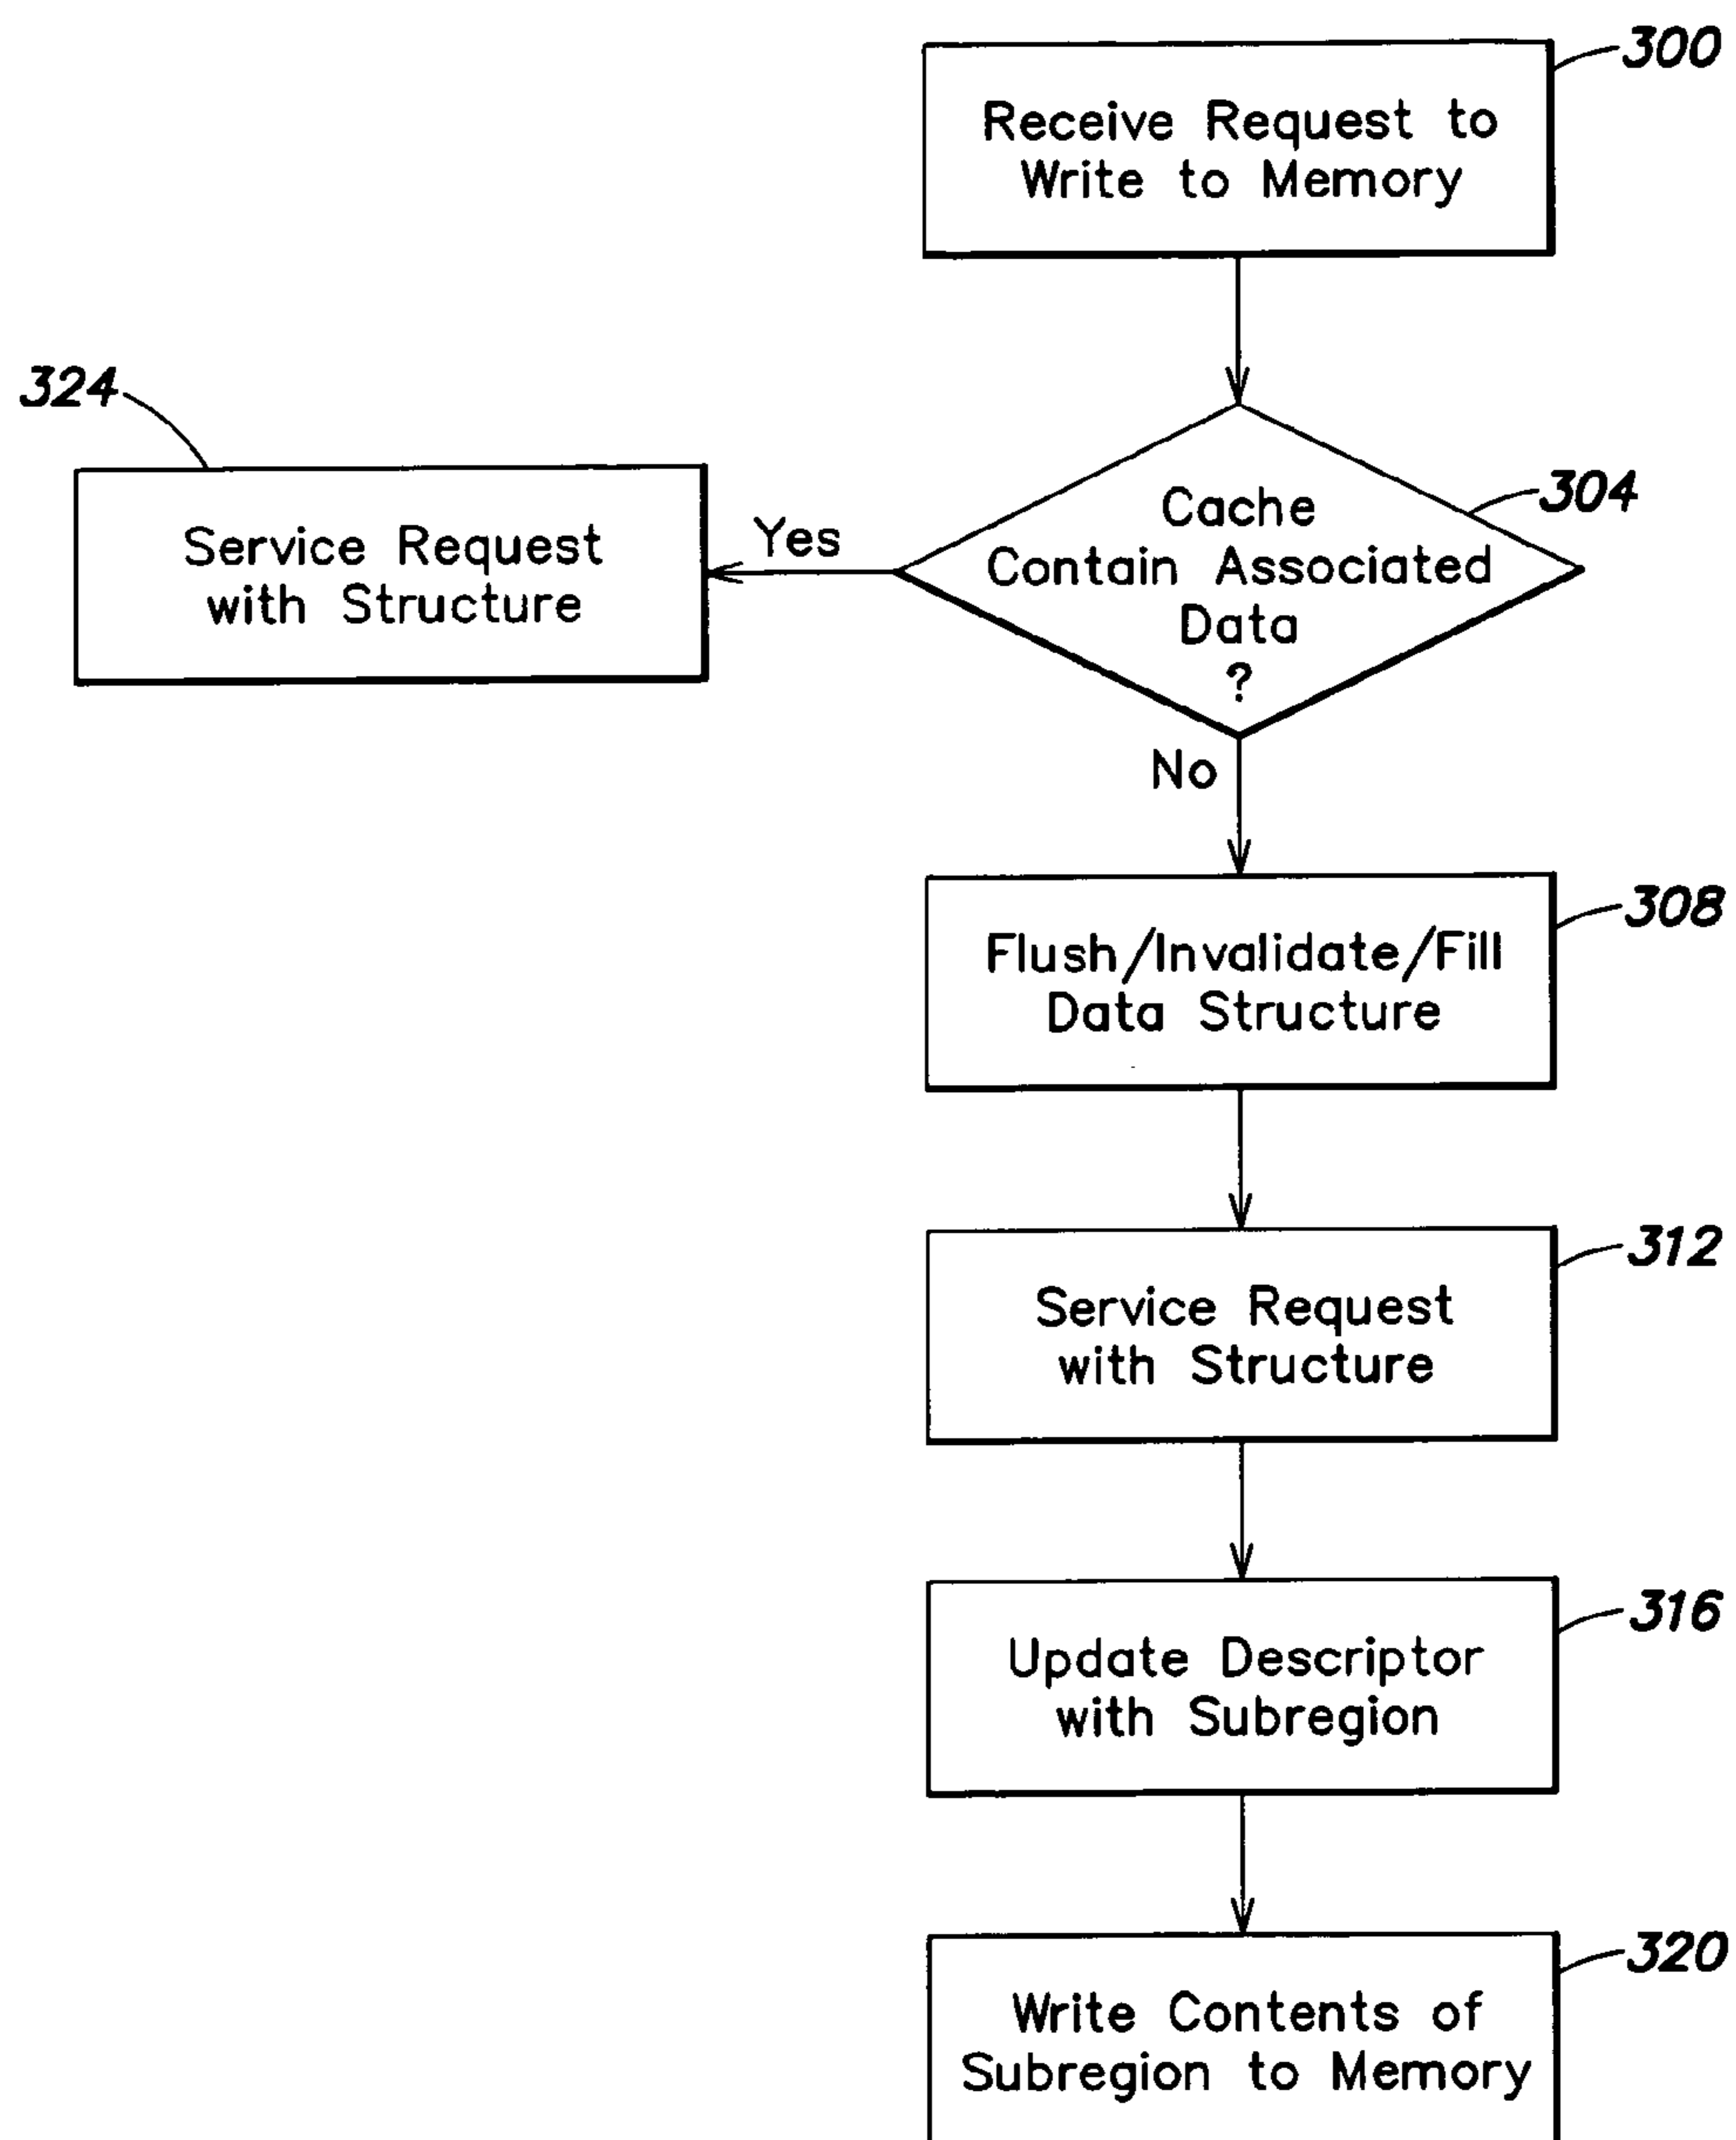 300
Receive Request to
Write to Memory
324
Service Request
with Structure
Yes
304
Cache
Contain Associated
Data
?
No
308
Flush/Invalidate/Fill
Data Structure
312
Service Request
with Structure
316
Update Descriptor
with Subregion
320
Write Contents of
Subregion to Memory